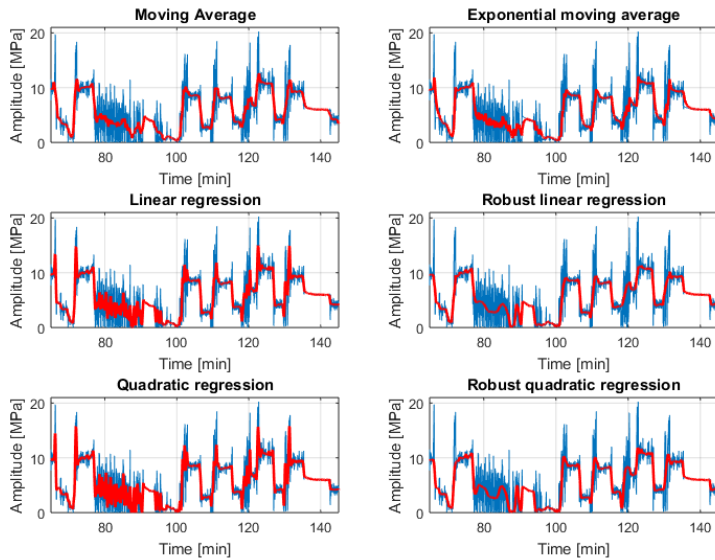 Moving Average
Exponential moving average
Amplitude [MPa]
20
10
0
80
100
120
140
Time [min]
Amplitude [MPa]
20
10
0
80
100
120
140
Time [min]
Linear regression
Robust linear regression
Amplitude [MPa]
20
10
0
80
100
120
140
Time [min]
Amplitude [MPa]
20
10
0
80
100
120
140
Time [min]
Quadratic regression
Robust quadratic regression
Amplitude [MPa]
20
10
0
80
100
120
140
Time [min]
Amplitude [MPa]
20
10
0
80
100
120
140
Time [min]